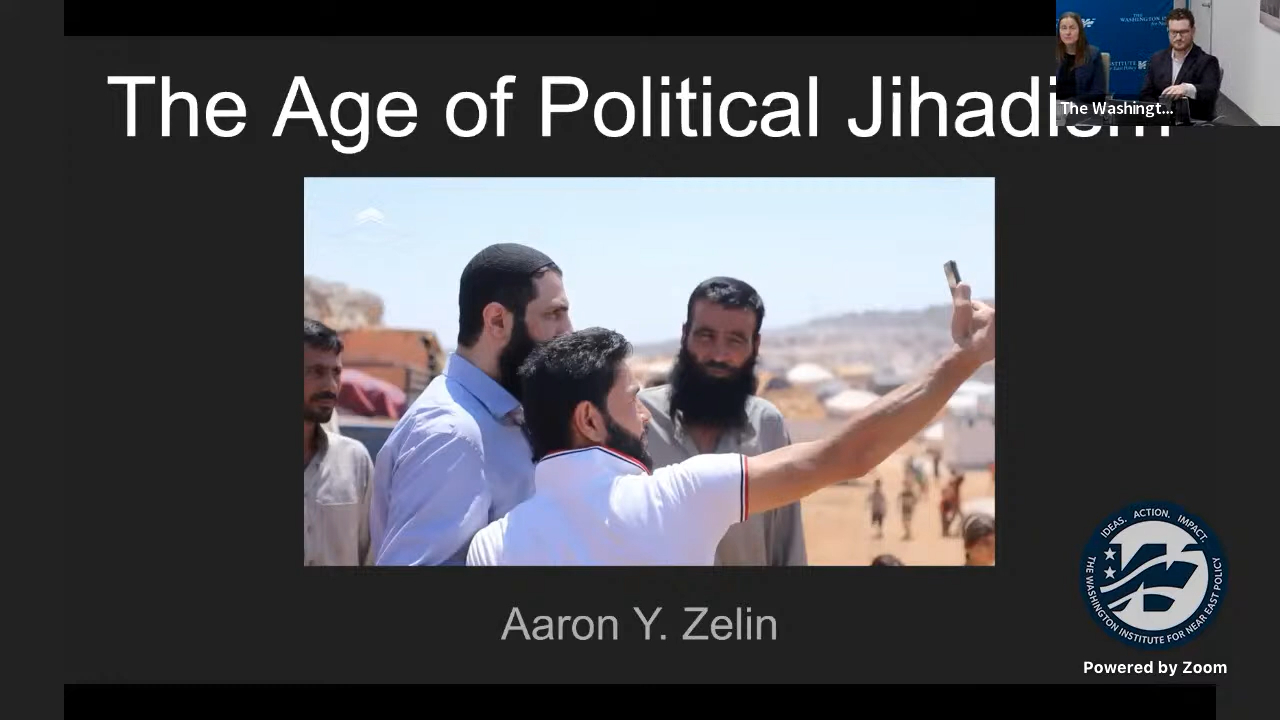 The Age of Political Jihadism
The Washingt...
Aaron Y. Zelin
IDEAS. ACTION. IMPACT.
THE WASHINGTON INSTITUTE FOR NEAR EAST POLICY
Powered by Zoom